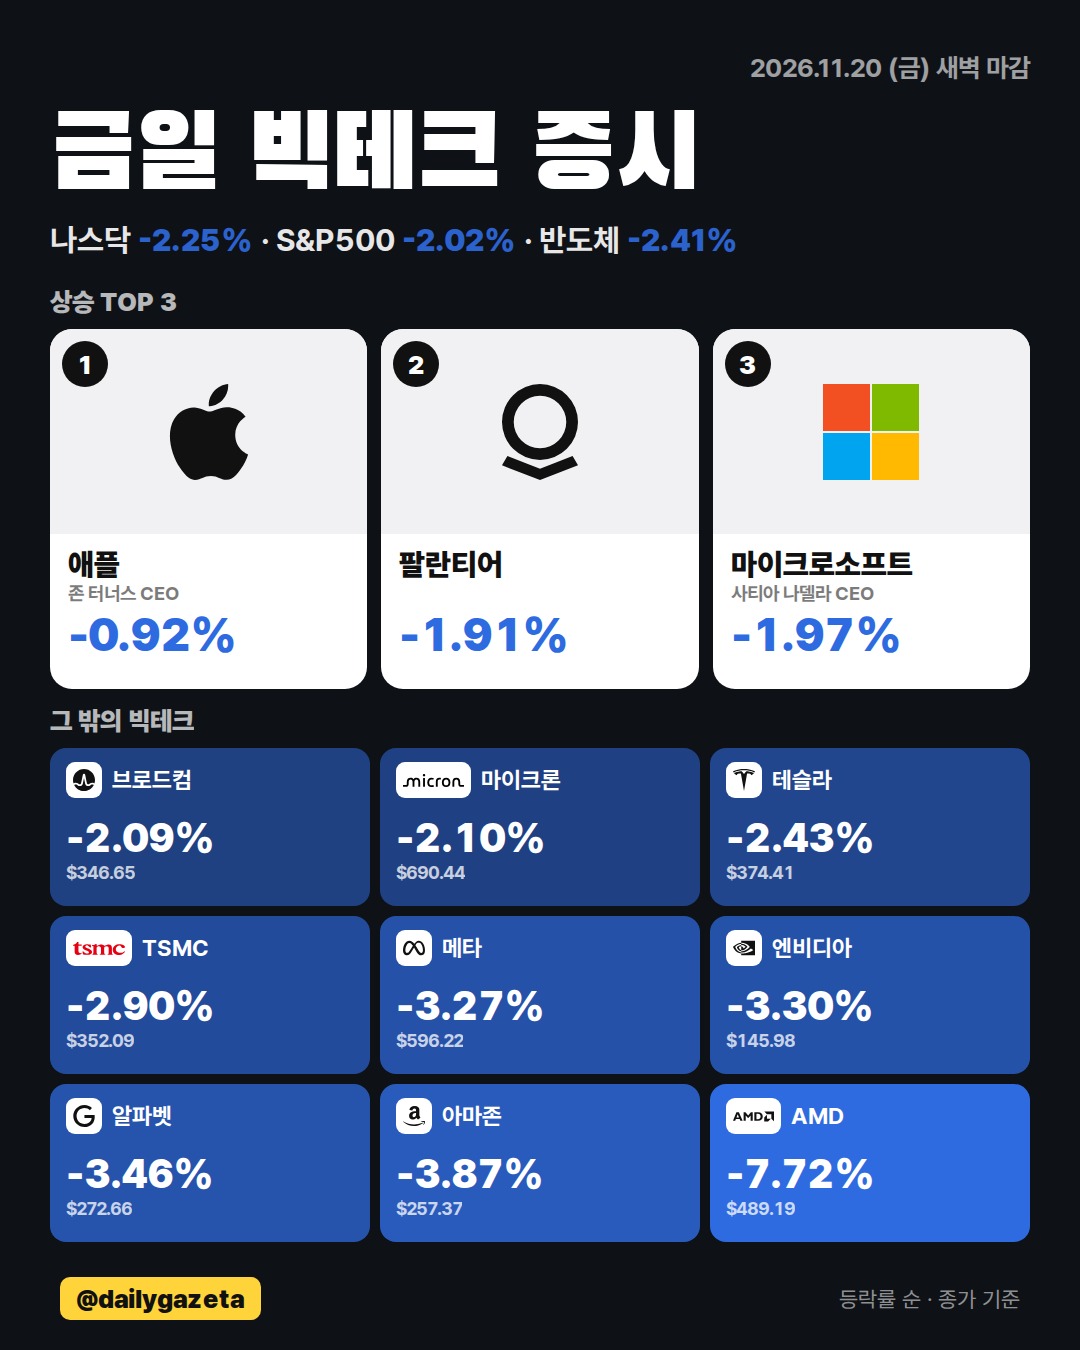 2026.11.20 (금) 새벽 마감
금일 빅테크 증시
나스닥 -2.25% · S&P500 -2.02% · 반도체 -2.41%
상승 TOP 3
1
애플
존 터너스 CEO
-0.92%
2
팔란티어
-1.91%
3
마이크로소프트
사티아 나델라 CEO
-1.97%
그 밖의 빅테크
브로드컴
-2.09%
$346.65
micron 마이크론
-2.10%
$690.44
테슬라
-2.43%
$374.41
tsmc TSMC
-2.90%
$352.09
메타
-3.27%
$596.22
엔비디아
-3.30%
$145.98
G 알파벳
-3.46%
$272.66
a 아마존
-3.87%
$257.37
AMD AMD
-7.72%
$489.19
@dailygazeta
등락률 순 · 종가 기준